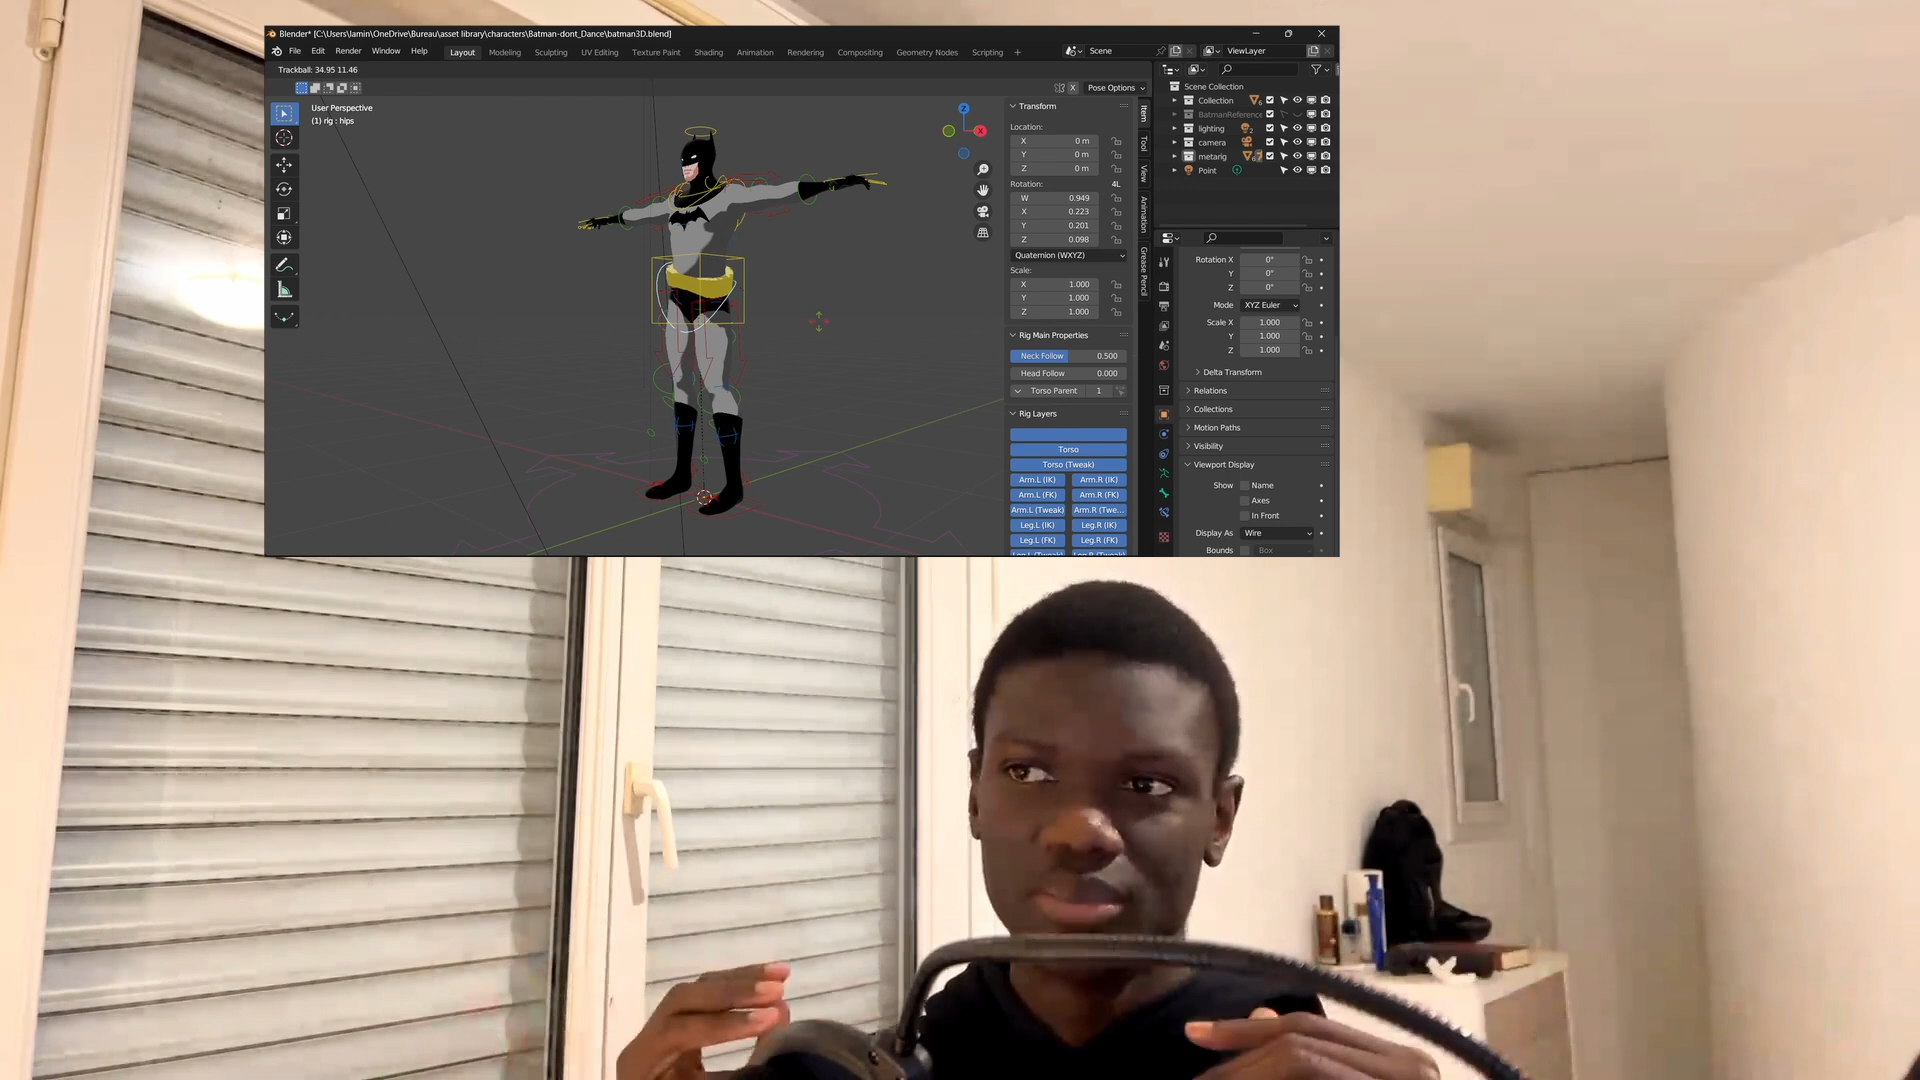 Blender* [C:\Users\lamin\OneDrive\Bureau\asset library\characters\Batman-dont_Dance\batman3D.blend]
File Edit Render Window Help Layout Modeling Sculpting UV Editing Texture Paint Shading Animation Rendering Compositing Geometry Nodes Scripting + Scene ViewLayer
Trackball: 34.95 11.46
X Pose Options
User Perspective
(1) rig : hips
Z
X
Transform
Location:
X 0 m
Y 0 m
Z 0 m
Rotation: 4L
W 0.949
X 0.223
Y 0.201
Z 0.098
Quaternion (WXYZ)
Scale:
X 1.000
Y 1.000
Z 1.000
Rig Main Properties
Neck Follow 0.500
Head Follow 0.000
Torso Parent 1
Rig Layers
Torso
Torso (Tweak)
Arm.L (IK) Arm.R (IK)
Arm.L (FK) Arm.R (FK)
Arm.L (Tweak) Arm.R (Twe...
Leg.L (IK) Leg.R (IK)
Leg.L (FK) Leg.R (FK)
Leg.L (Tweak) Leg.R (Tweak)
Item
Tool
View
Animation
Grease Pencil
Scene Collection
Collection 6
BatmanReference
lighting 2
camera
metarig
Point
Rotation X 0°
Y 0°
Z 0°
Mode XYZ Euler
Scale X 1.000
Y 1.000
Z 1.000
Delta Transform
Relations
Collections
Motion Paths
Visibility
Viewport Display
Show Name
Axes
In Front
Display As Wire
Bounds Box